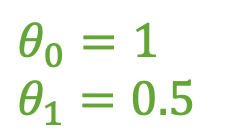 θ₀ = 1
θ₁ = 0.5